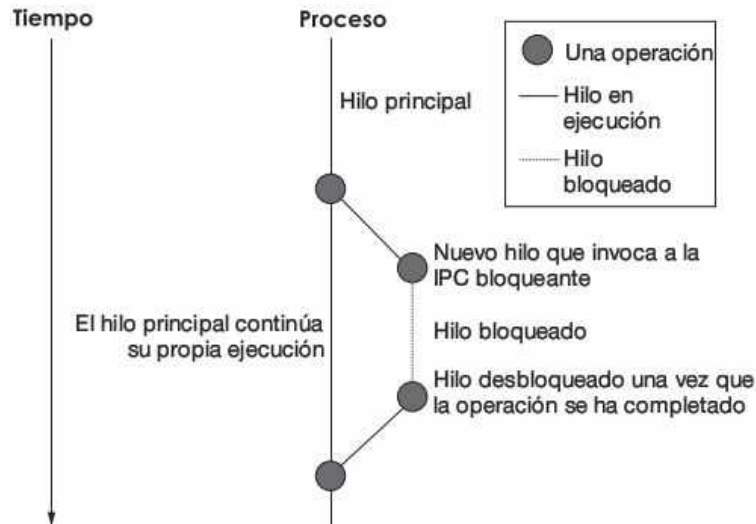 Tiempo
Proceso
Una operación
Hilo en
ejecución
Hilo
bloqueado
Hilo principal
Nuevo hilo que invoca a la
IPC bloqueante
El hilo principal continúa
su propia ejecución
Hilo bloqueado
Hilo desbloqueado una vez que
la operación se ha completado